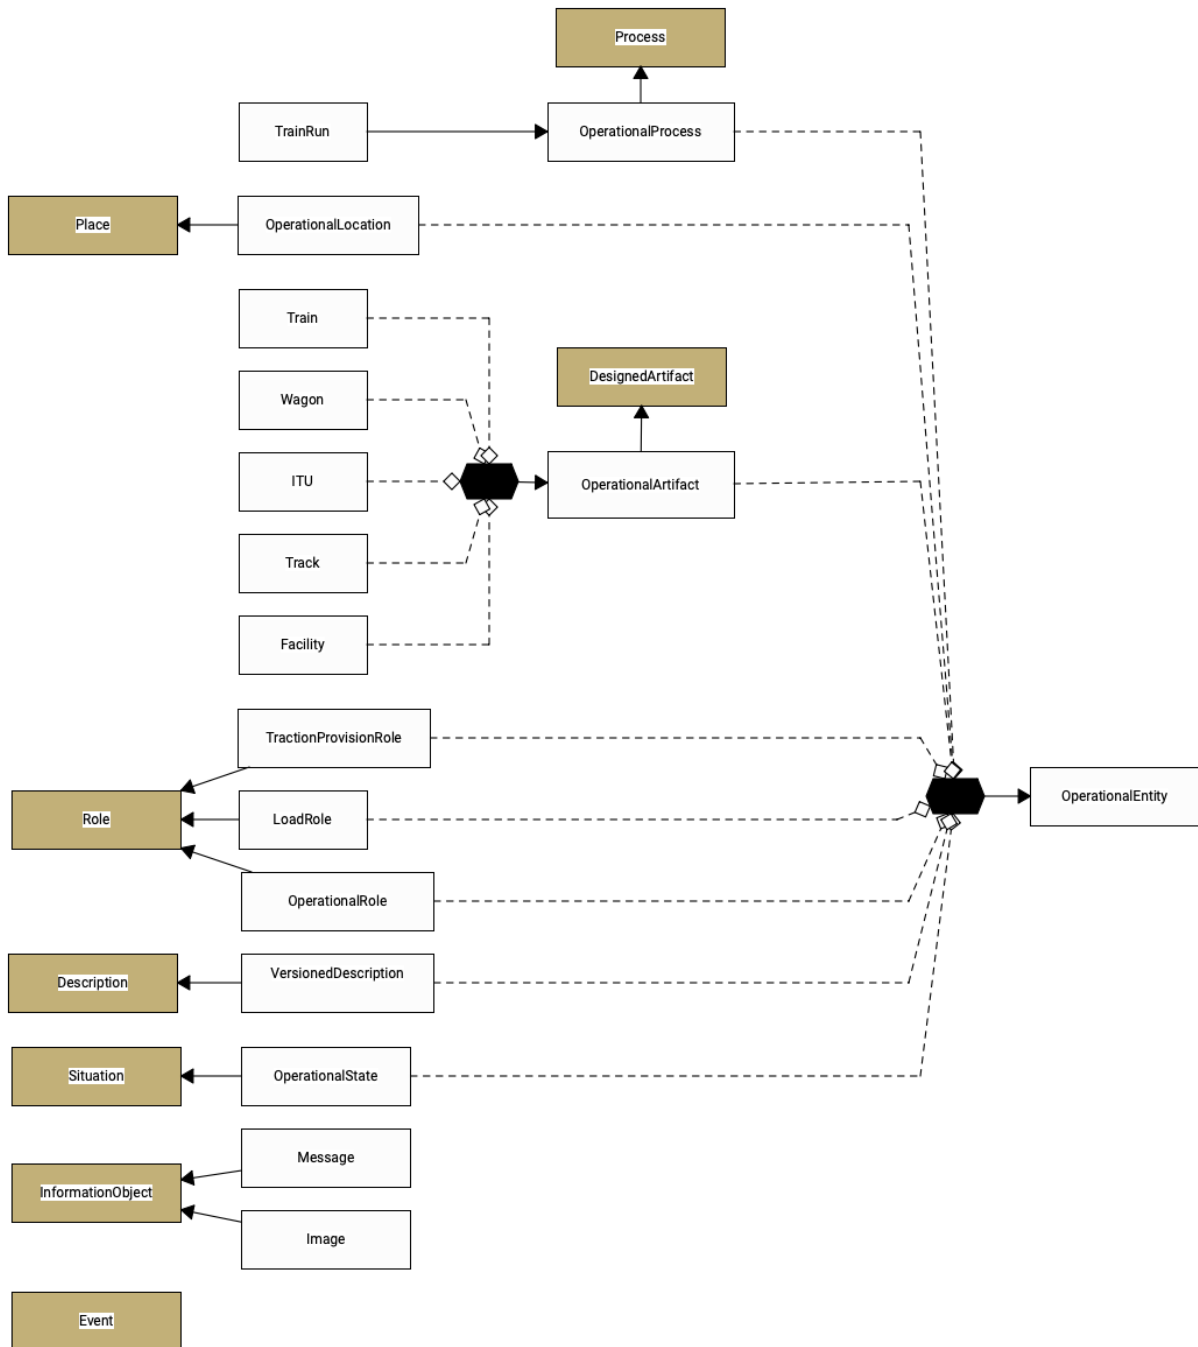 Process
TrainRun
OperationalProcess
Place
OperationalLocation
Train
DesignedArtifact
Wagon
ITU
OperationalArtifact
Track
Facility
TractionProvisionRole
OperationalEntity
Role
LoadRole
OperationalRole
Description
VersionedDescription
Situation
OperationalState
Message
InformationObject
Image
Event